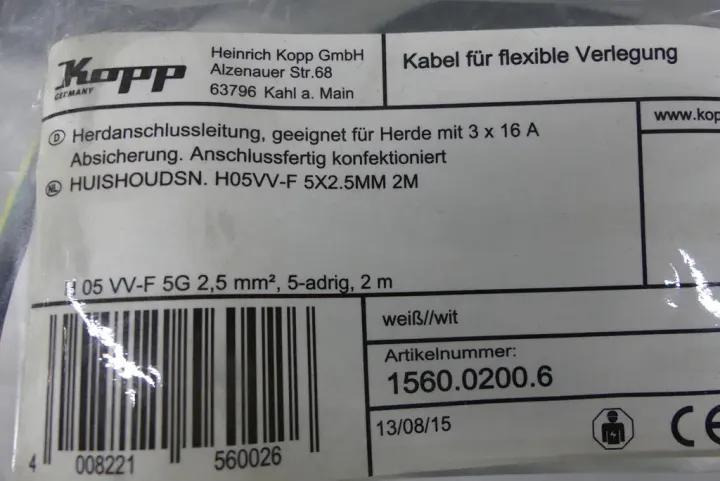 Kopp
GERMANY
Heinrich Kopp GmbH
Alzenauer Str.68
63796 Kahl a. Main
Kabel für flexible Verlegung
www.kop
D Herdanschlussleitung, geeignet für Herde mit 3 x 16 A
Absicherung. Anschlussfertig konfektioniert
NL HUISHOUDSN. H05VV-F 5X2.5MM 2M
H 05 VV-F 5G 2,5 mm², 5-adrig, 2 m
weiß//wit
Artikelnummer:
1560.0200.6
13/08/15
CE
4 008221 560026